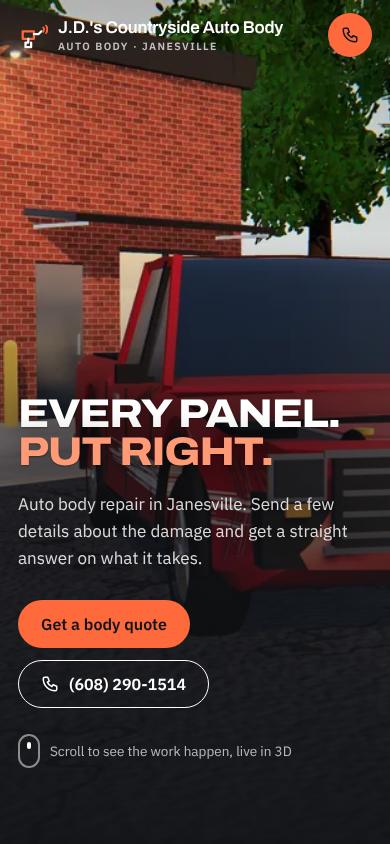 J.D.'s Countryside Auto Body
AUTO BODY · JANESVILLE
EVERY PANEL.
PUT RIGHT.
Auto body repair in Janesville. Send a few
details about the damage and get a straight
answer on what it takes.
Get a body quote
(608) 290-1514
Scroll to see the work happen, live in 3D